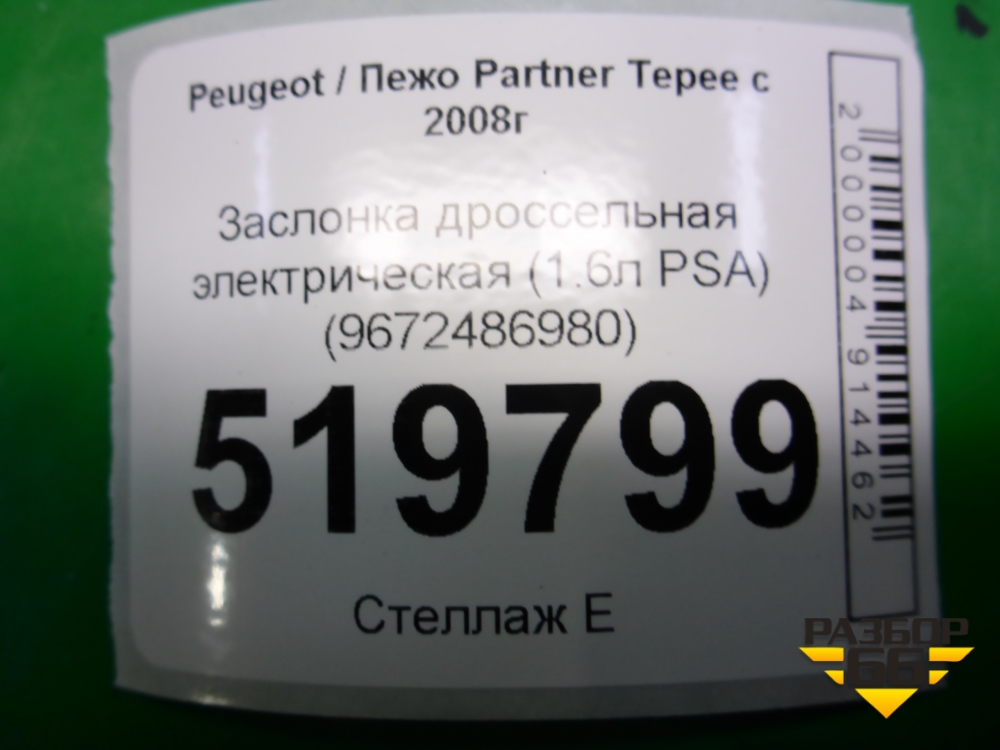 Peugeot / Пежо Partner Tepee с
2008г
Заслонка дроссельная
электрическая (1.6л PSA)
(9672486980)
519799
Стеллаж Е
2000004914462
РАЗБОР
66